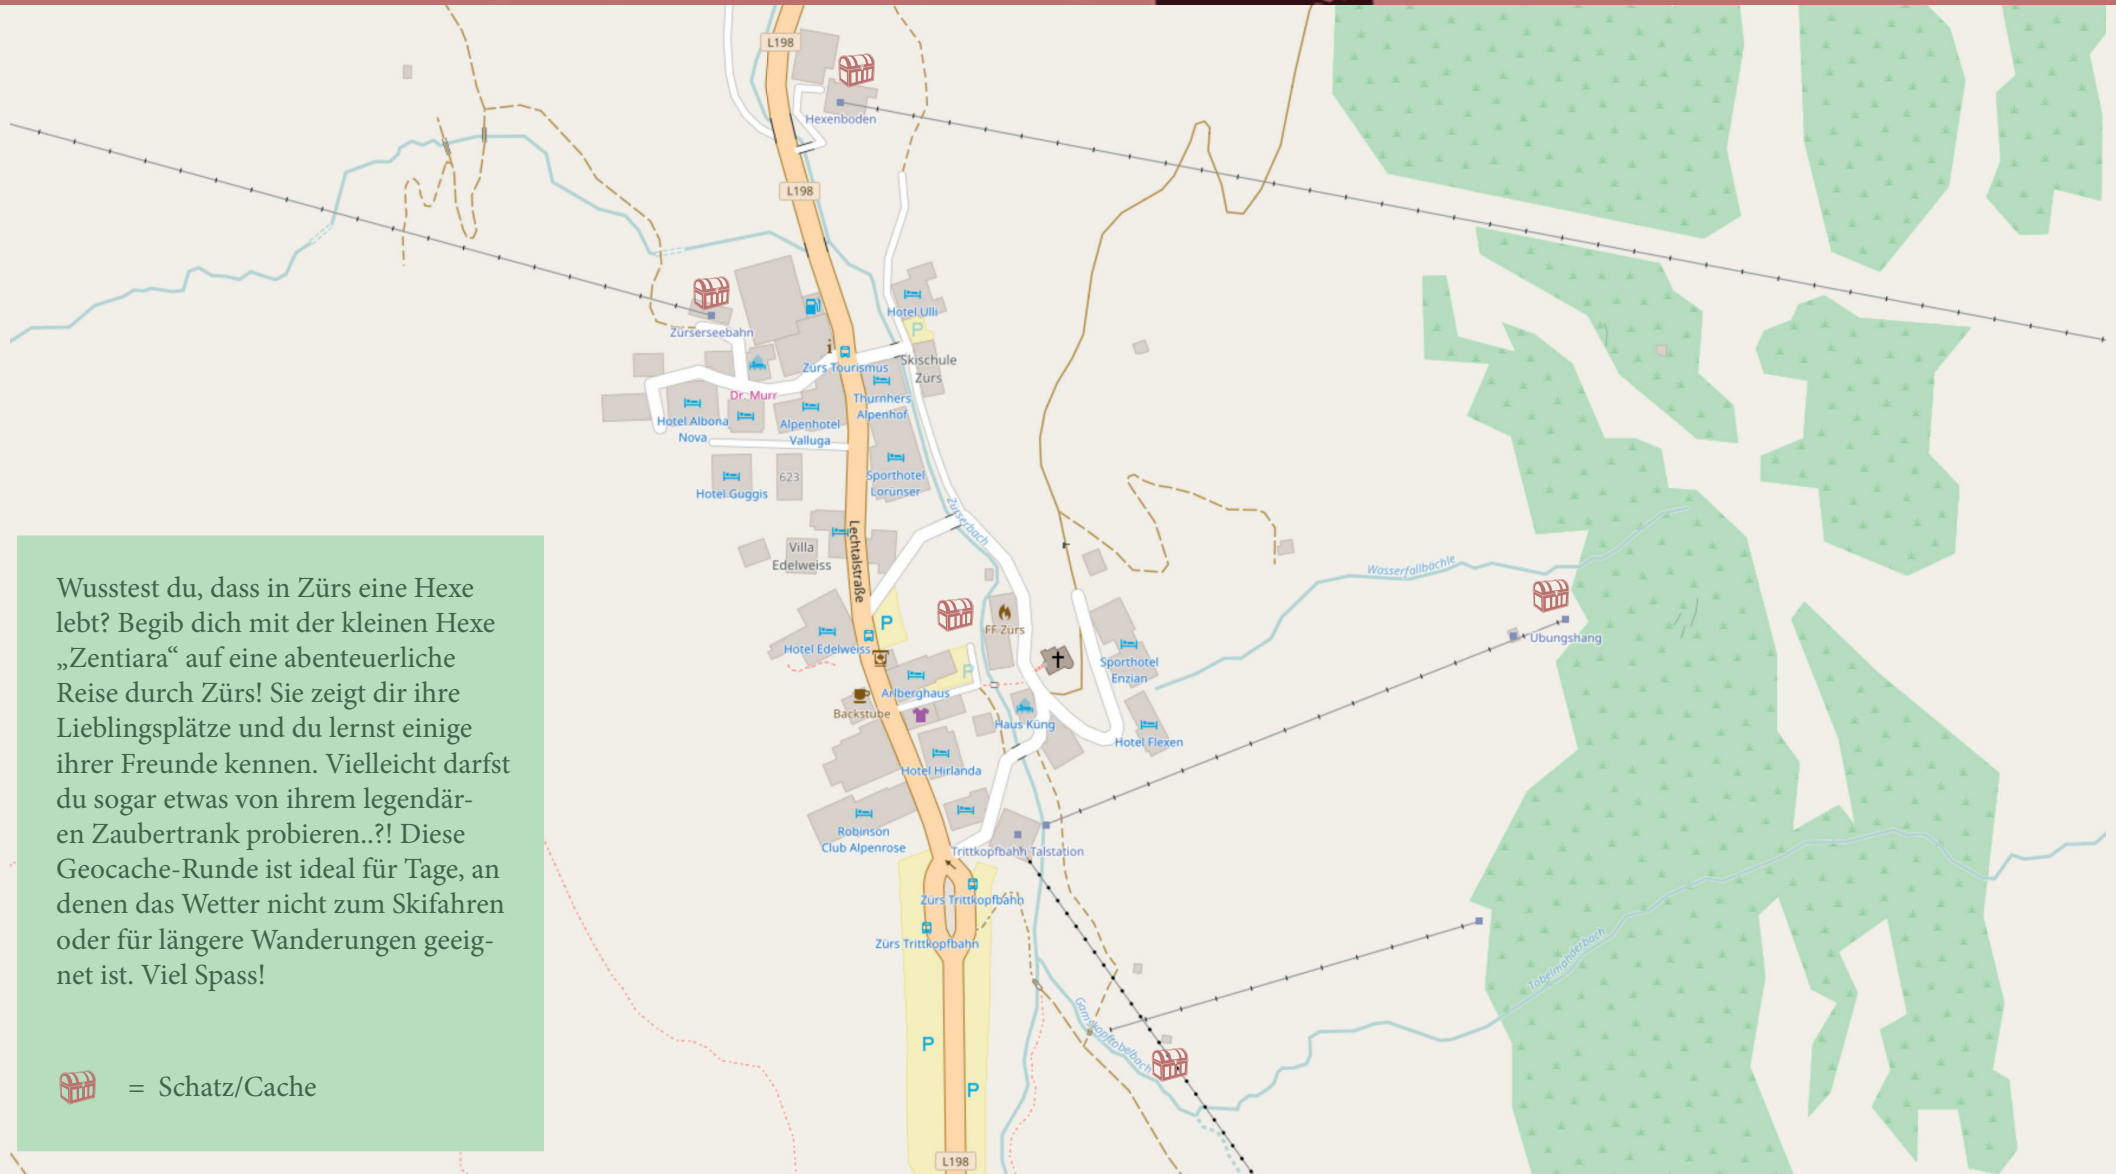 L198
Hexenboden
L198
Hotel Ulli
P
Zürserseebahn
i
Zürs Tourismus
Skischule
Zürs
Dr. Murr
Thurnhers
Alpenhof
Hotel Albona
Nova
Alpenhotel
Valluga
623
Sporthotel
Lorünser
Hotel Guggis
Zürserbach
Lechtalstraße
Villa
Edelweiss
Wasserfallbächle
P
FF Zürs
Übungshang
Hotel Edelweiss
Sporthotel
Enzian
P
Arlberghaus
Backstube
Haus Küng
Hotel Flexen
Hotel Hirlanda
Robinson
Club Alpenrose
Trittkopfbahn Talstation
Zürs Trittkopfbahn
Zürs Trittkopfbahn
Tobelmahderbach
Gamskopftobelbach
P
P
L198
Wusstest du, dass in Zürs eine Hexe
lebt? Begib dich mit der kleinen Hexe
„Zentiara“ auf eine abenteuerliche
Reise durch Zürs! Sie zeigt dir ihre
Lieblingsplätze und du lernst einige
ihrer Freunde kennen. Vielleicht darfst
du sogar etwas von ihrem legendär-
en Zaubertrank probieren..?! Diese
Geocache-Runde ist ideal für Tage, an
denen das Wetter nicht zum Skifahren
oder für längere Wanderungen geeig-
net ist. Viel Spass!
= Schatz/Cache